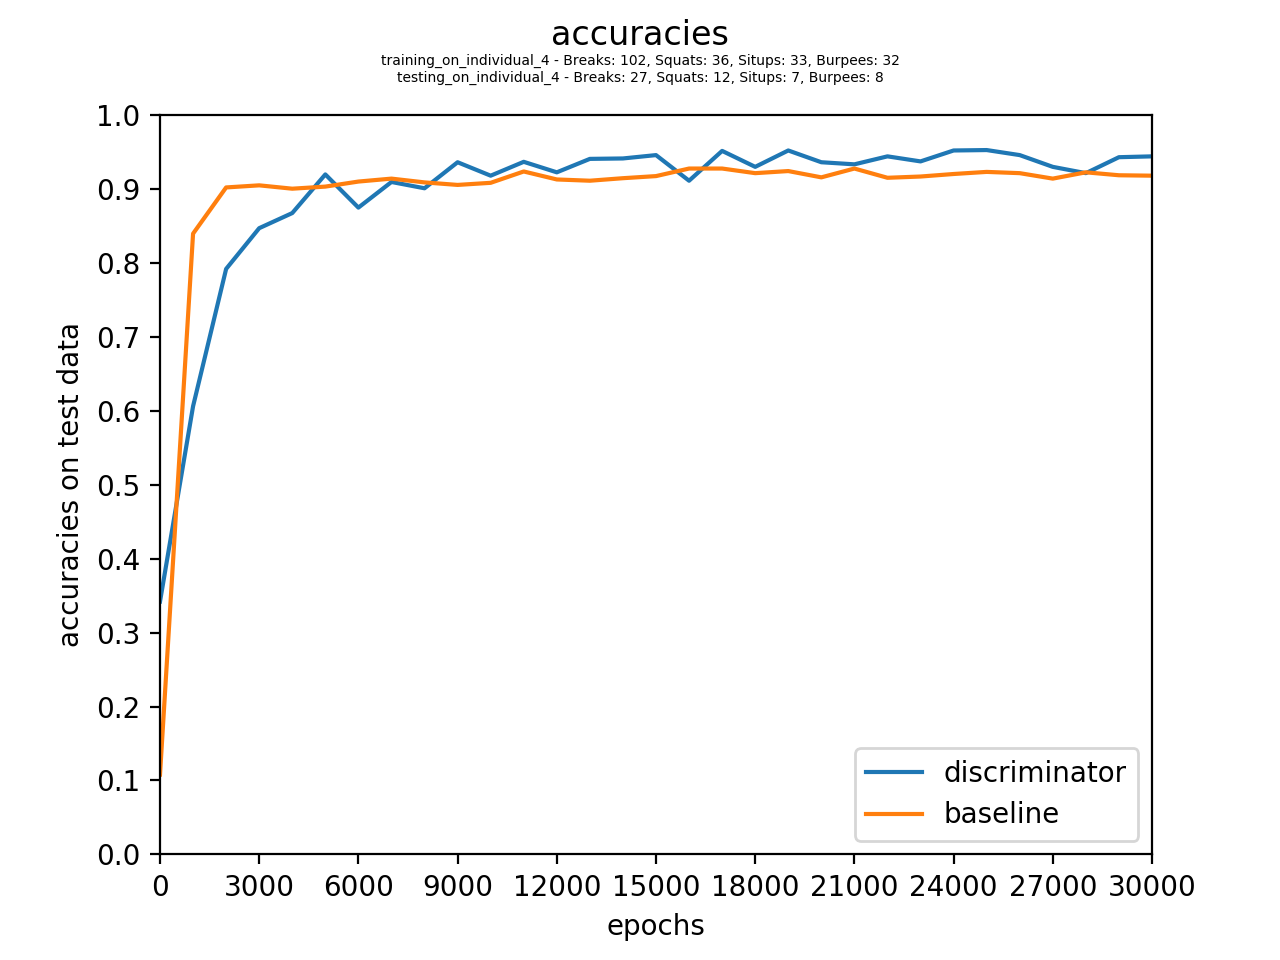 accuracies
training_on_individual_4 - Breaks: 102, Squats: 36, Situps: 33, Burpees: 32
testing_on_individual_4 - Breaks: 27, Squats: 12, Situps: 7, Burpees: 8
1.0
0.9
0.8
0.7
0.6
0.5
0.4
0.3
0.2
0.1
0.0
accuracies on test data
discriminator
baseline
0 3000 6000 9000 12000 15000 18000 21000 24000 27000 30000
epochs